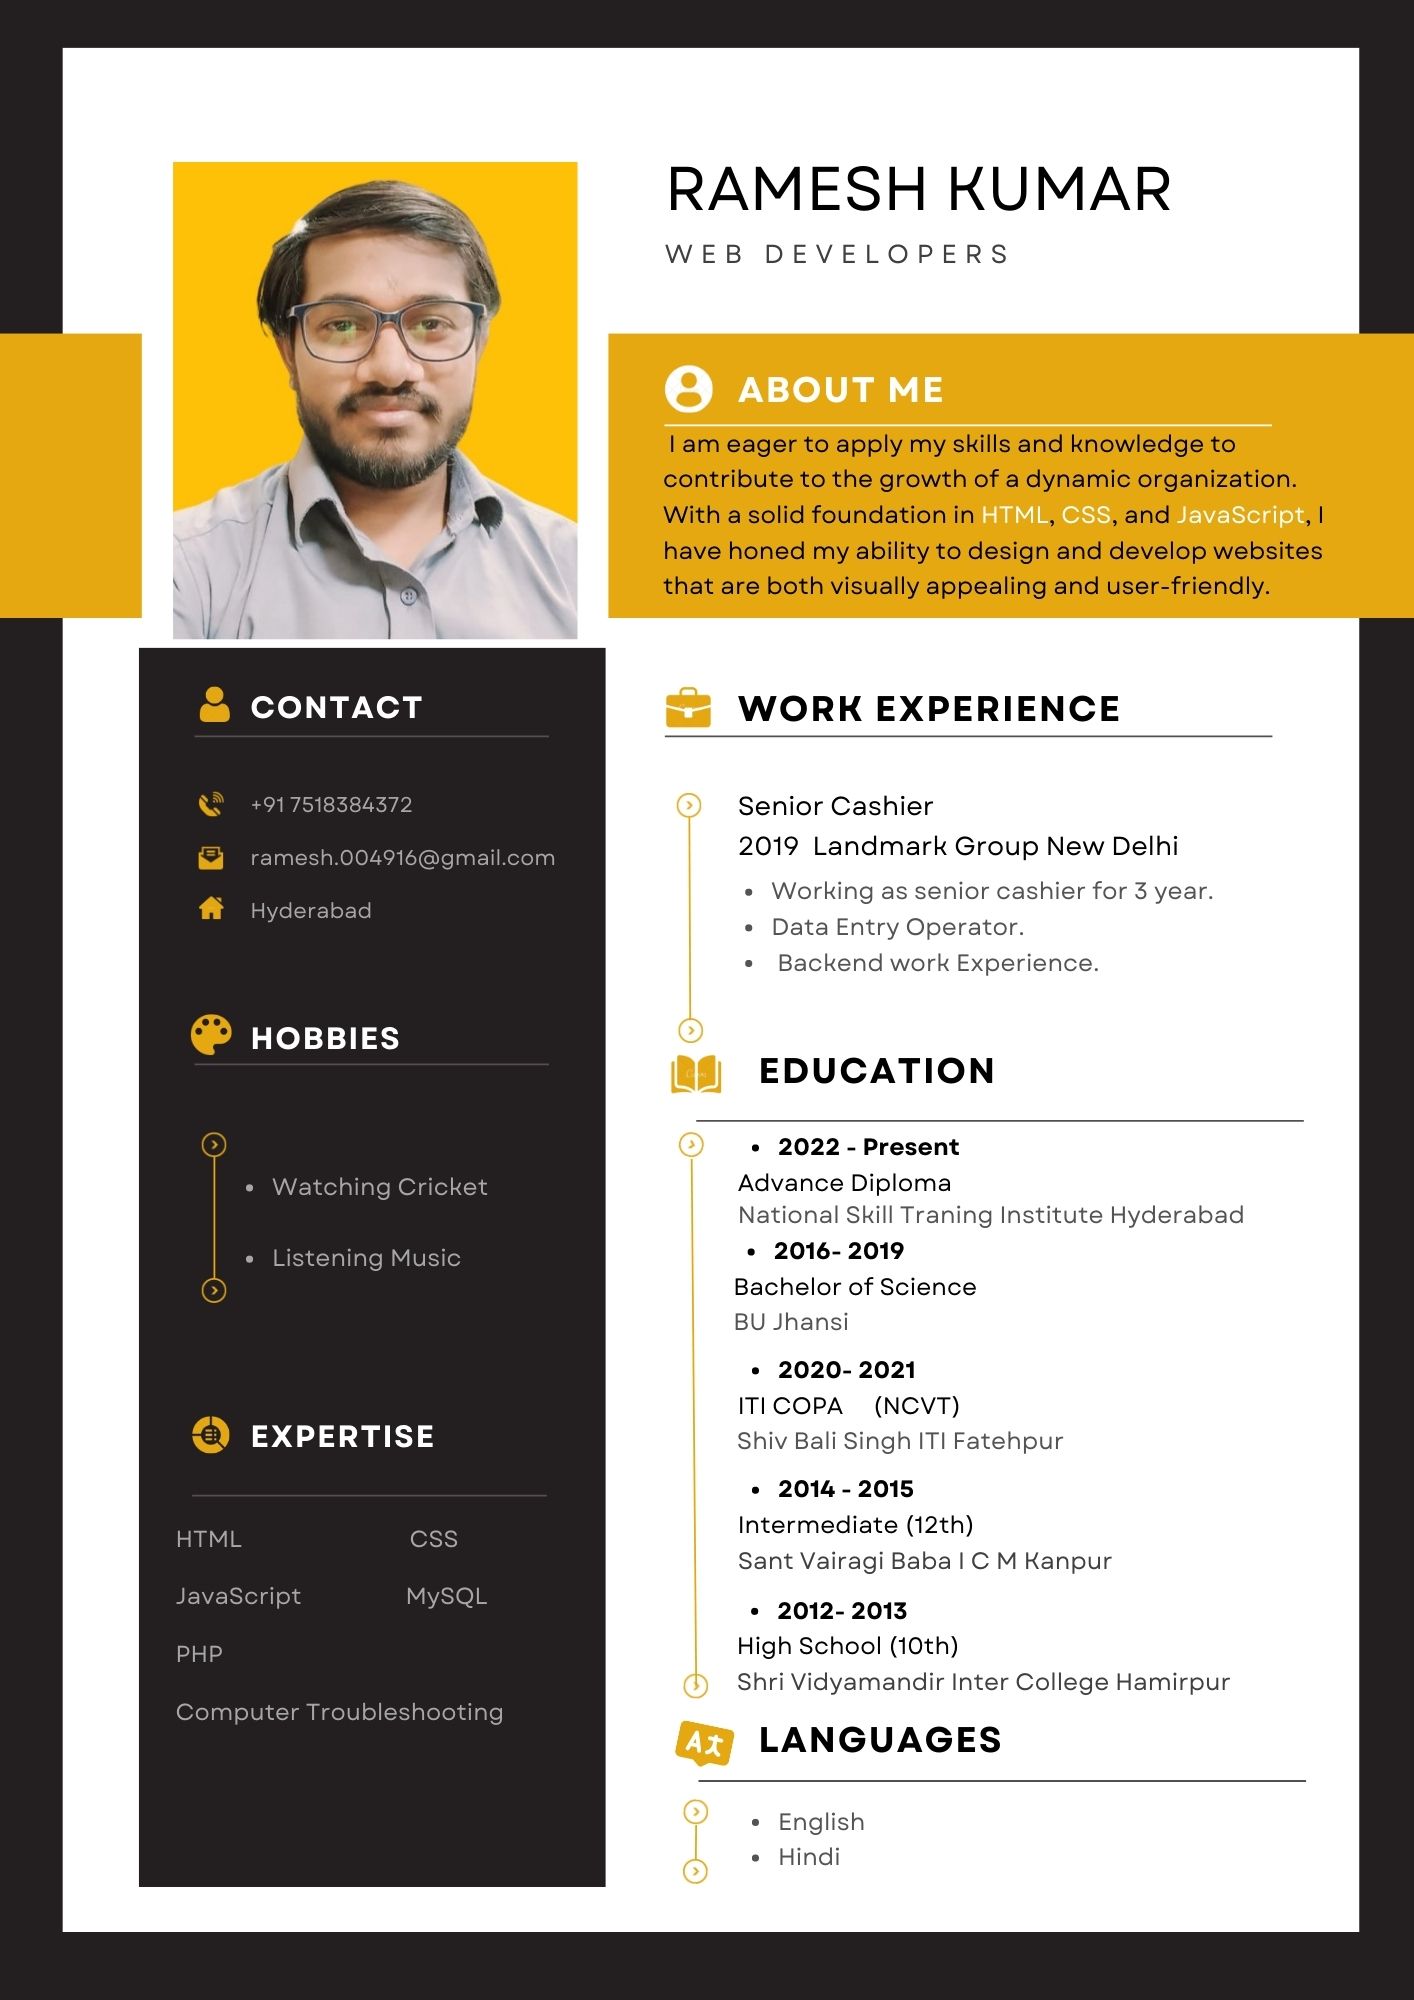 RAMESH KUMAR
WEB DEVELOPERS
ABOUT ME
I am eager to apply my skills and knowledge to
contribute to the growth of a dynamic organization.
With a solid foundation in HTML, CSS, and JavaScript, I
have honed my ability to design and develop websites
that are both visually appealing and user-friendly.
CONTACT
+91 7518384372
ramesh.004916@gmail.com
Hyderabad
HOBBIES
• Watching Cricket
• Listening Music
EXPERTISE
HTML CSS
JavaScript MySQL
PHP
Computer Troubleshooting
WORK EXPERIENCE
Senior Cashier
2019 Landmark Group New Delhi
• Working as senior cashier for 3 year.
• Data Entry Operator.
• Backend work Experience.
EDUCATION
• 2022 - Present
Advance Diploma
National Skill Traning Institute Hyderabad
• 2016- 2019
Bachelor of Science
BU Jhansi
• 2020- 2021
ITI COPA (NCVT)
Shiv Bali Singh ITI Fatehpur
• 2014 - 2015
Intermediate (12th)
Sant Vairagi Baba I C M Kanpur
• 2012- 2013
High School (10th)
Shri Vidyamandir Inter College Hamirpur
LANGUAGES
• English
• Hindi